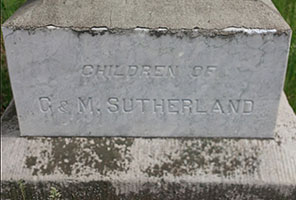 CHILDREN OF
G & M. SUTHERLAND